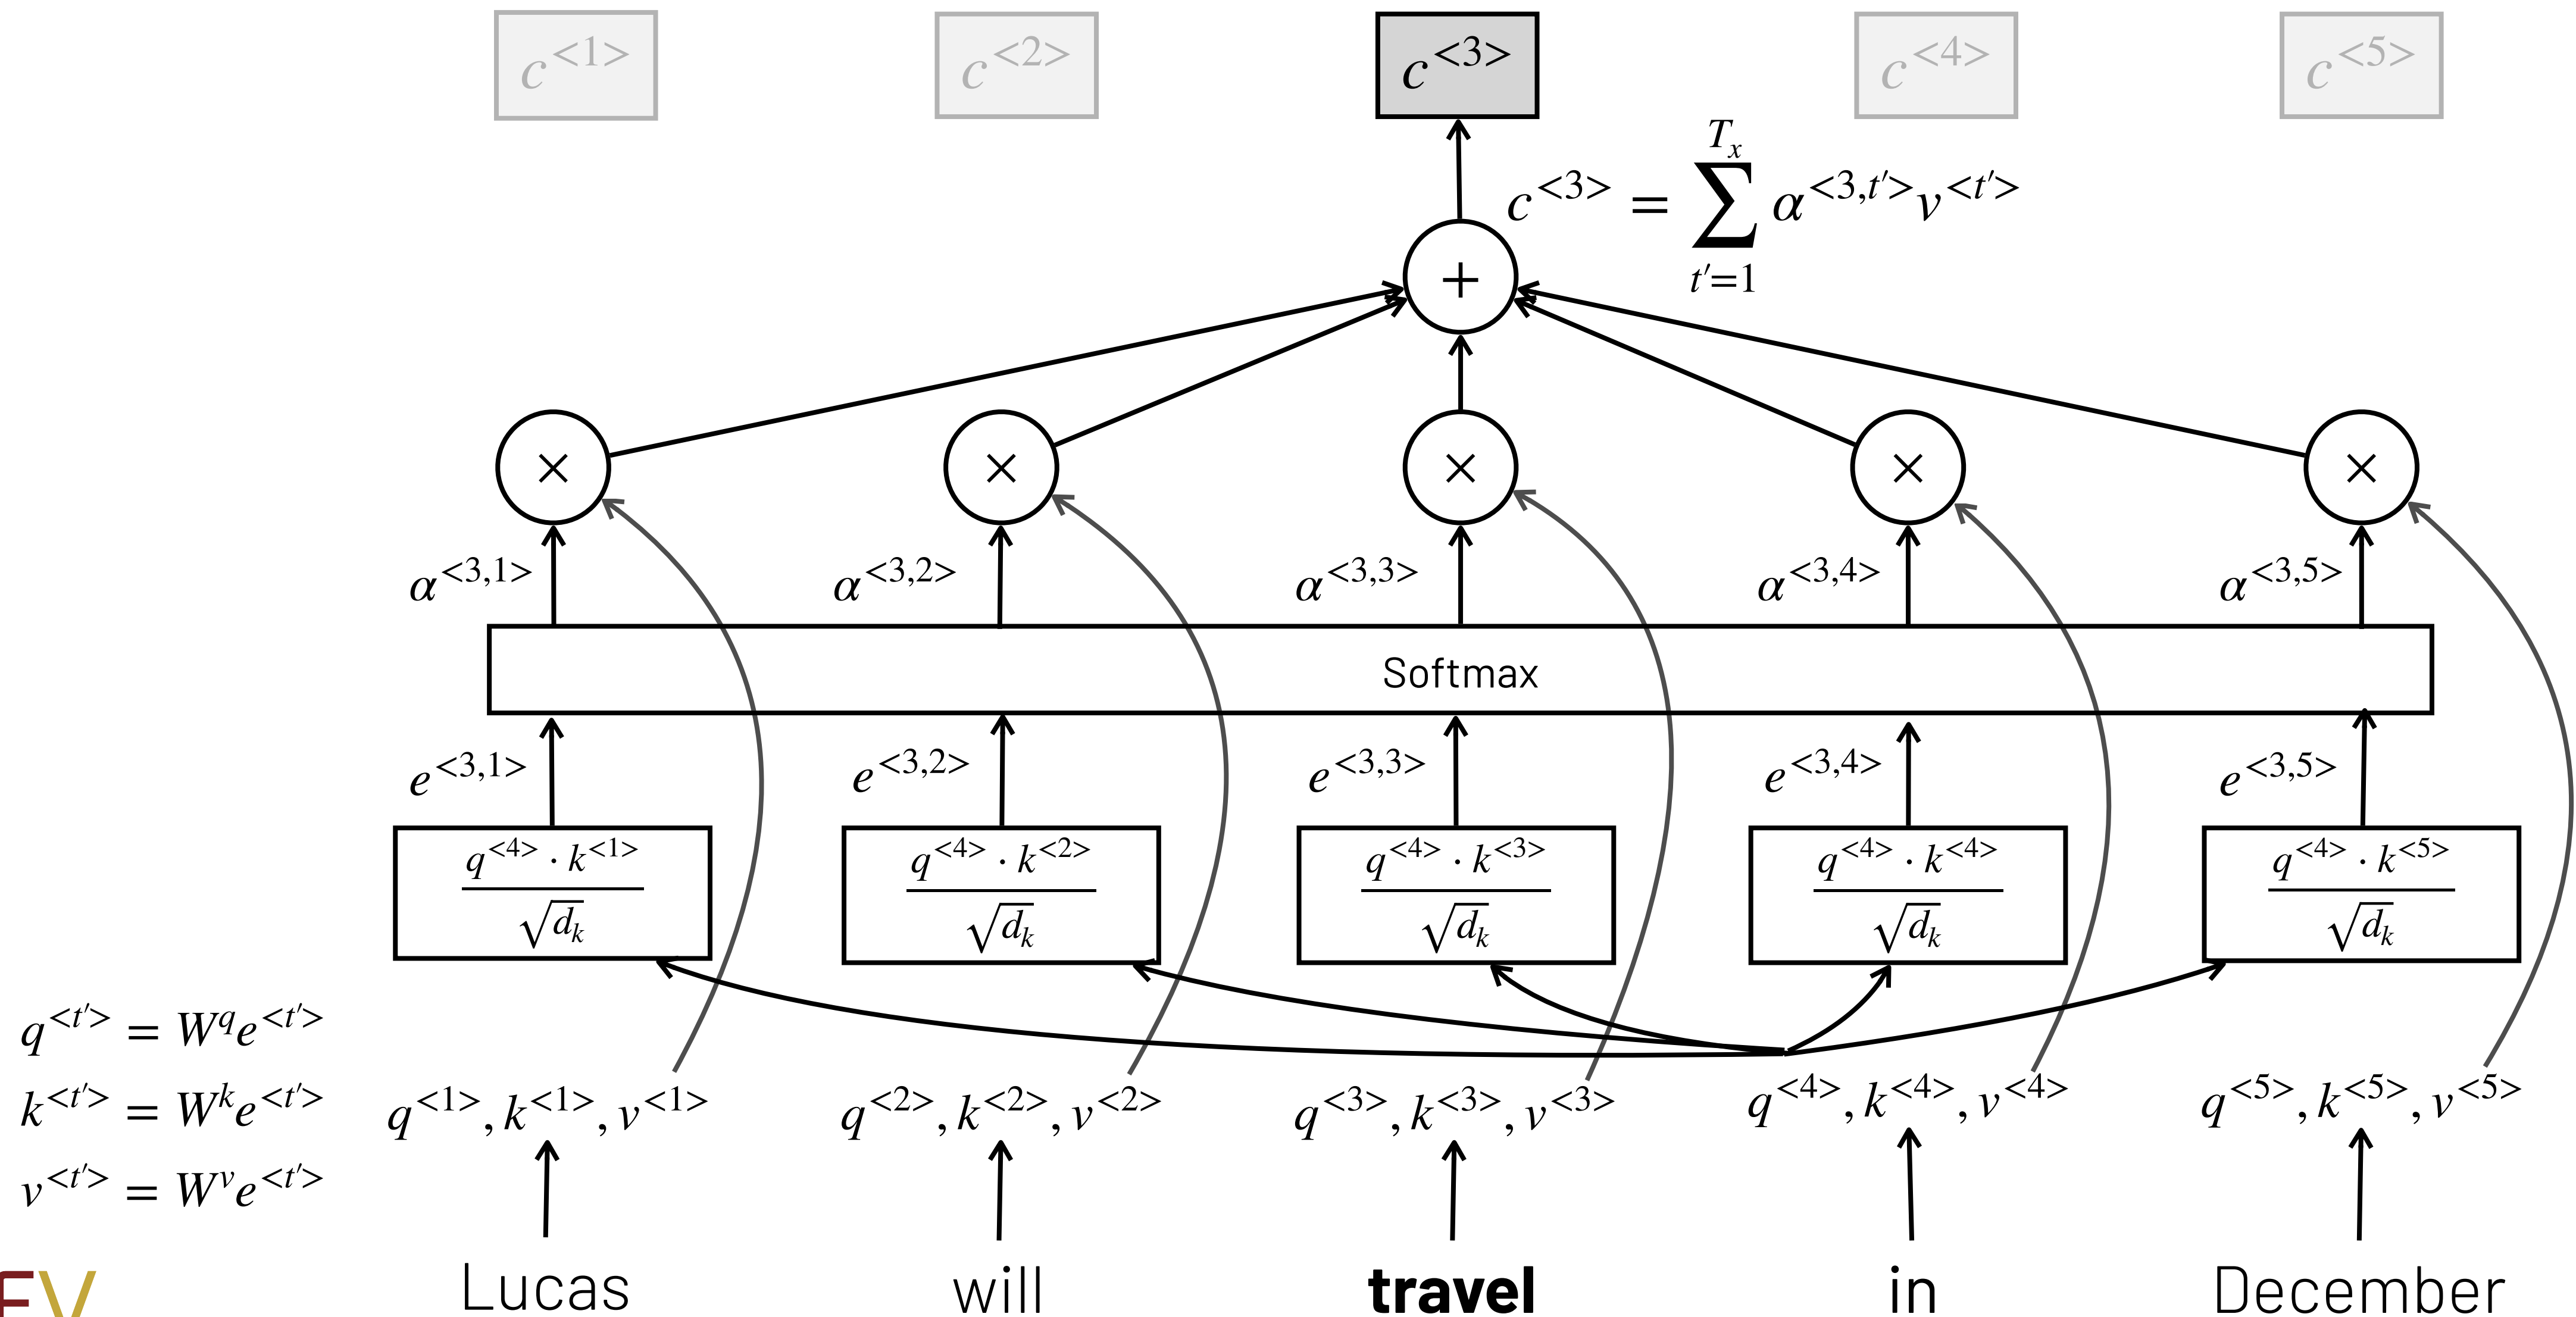 c<1> c<2> c<3> c<4> c<5>
c<3> = ∑_{t′=1}^{T_x} α<3,t′> v<t′>
+
× × × × ×
α<3,1> α<3,2> α<3,3> α<3,4> α<3,5>
Softmax
e<3,1> e<3,2> e<3,3> e<3,4> e<3,5>
q<4> · k<1> / √d_k q<4> · k<2> / √d_k q<4> · k<3> / √d_k q<4> · k<4> / √d_k q<4> · k<5> / √d_k
q<t′> = W^q e<t′>
k<t′> = W^k e<t′>
v<t′> = W^v e<t′>
q<1>, k<1>, v<1> q<2>, k<2>, v<2> q<3>, k<3>, v<3> q<4>, k<4>, v<4> q<5>, k<5>, v<5>
Lucas will travel in December